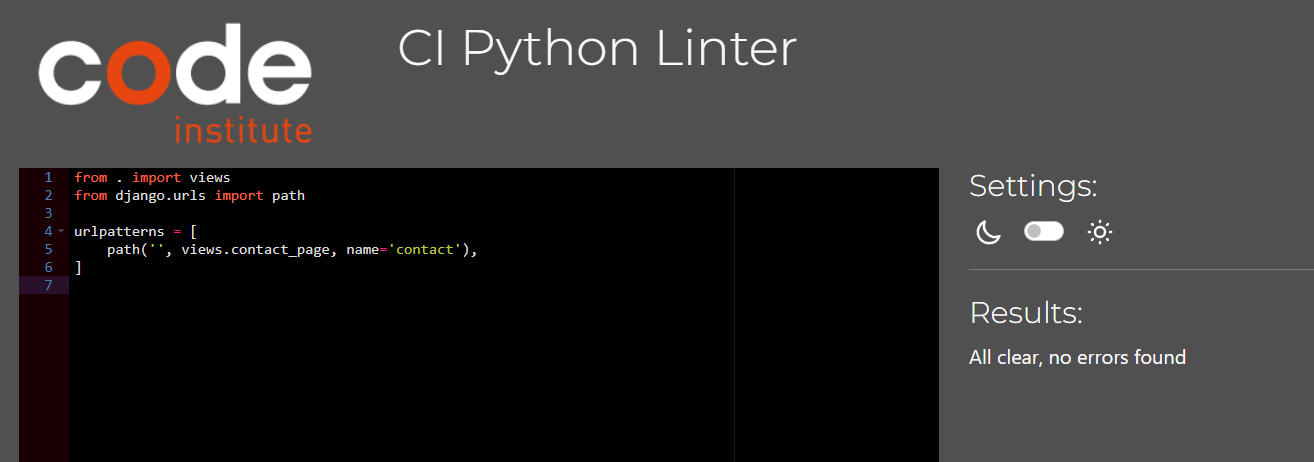 code
institute
CI Python Linter
1 from . import views
2 from django.urls import path
3
4 urlpatterns = [
5     path('', views.contact_page, name='contact'),
6 ]
7
Settings:
Results:
All clear, no errors found